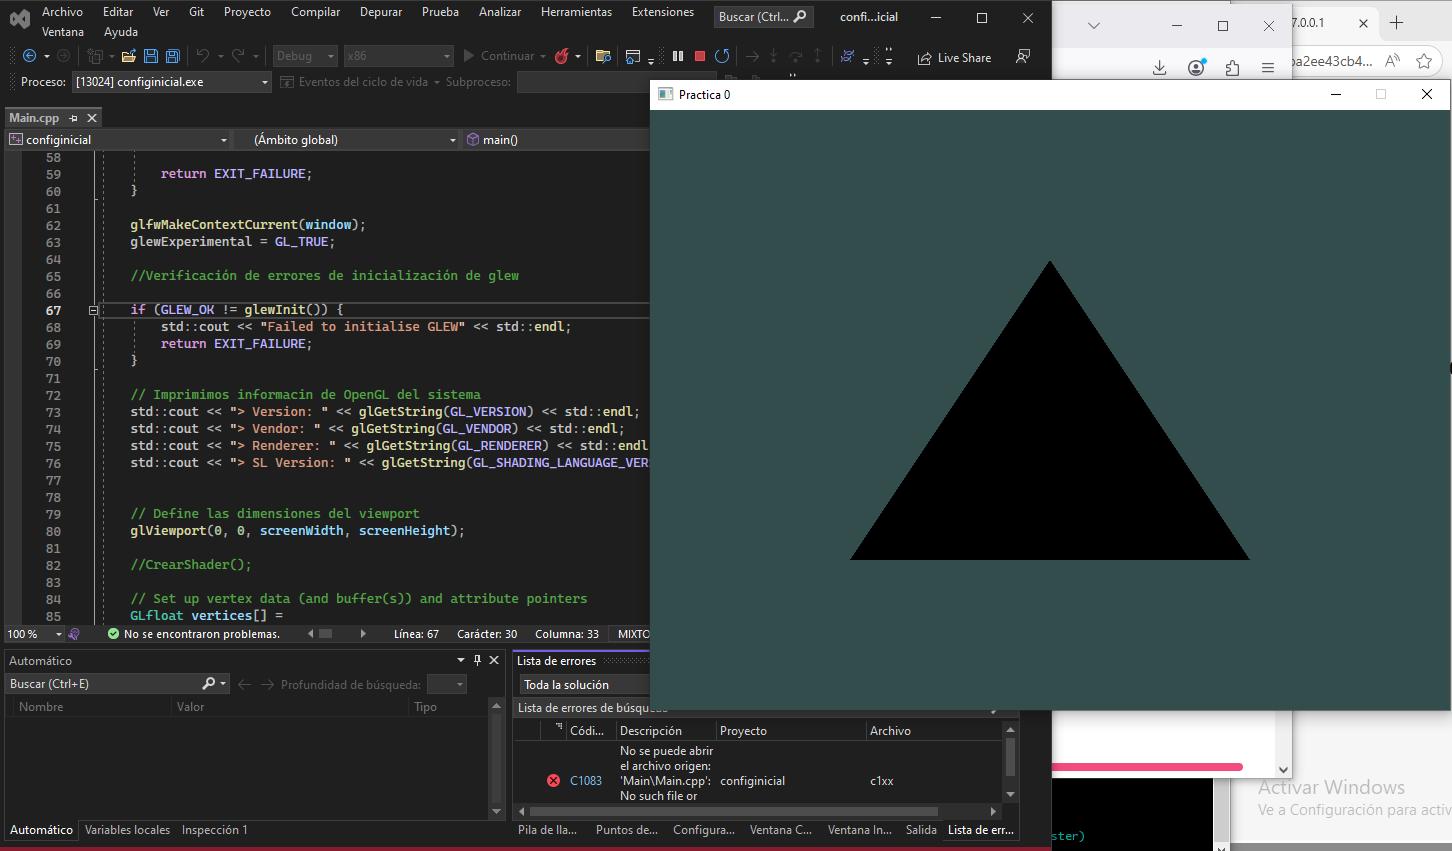 Archivo Editar Ver Git Proyecto Compilar Depurar Prueba Analizar Herramientas Extensiones
Ventana Ayuda
Buscar (Ctrl...
confi...icial
Debug x86 Continuar
Live Share
Proceso: [13024] configinicial.exe Eventos del ciclo de vida Subproceso:
Main.cpp
configinicial (Ámbito global) main()
58
59 return EXIT_FAILURE;
60 }
61
62 glfwMakeContextCurrent(window);
63 glewExperimental = GL_TRUE;
64
65 //Verificación de errores de inicialización de glew
66
67 if (GLEW_OK != glewInit()) {
68 std::cout << "Failed to initialise GLEW" << std::endl;
69 return EXIT_FAILURE;
70 }
71
72 // Imprimimos informacin de OpenGL del sistema
73 std::cout << "> Version: " << glGetString(GL_VERSION) << std::endl;
74 std::cout << "> Vendor: " << glGetString(GL_VENDOR) << std::endl;
75 std::cout << "> Renderer: " << glGetString(GL_RENDERER) << std::endl
76 std::cout << "> SL Version: " << glGetString(GL_SHADING_LANGUAGE_VER
77
78
79 // Define las dimensiones del viewport
80 glViewport(0, 0, screenWidth, screenHeight);
81
82 //CrearShader();
83
84 // Set up vertex data (and buffer(s)) and attribute pointers
85 GLfloat vertices[] =
100 % No se encontraron problemas. Línea: 67 Carácter: 30 Columna: 33 MIXTO
Automático
Buscar (Ctrl+E) Profundidad de búsqueda:
Nombre Valor Tipo
Automático Variables locales Inspección 1
Lista de errores
Toda la solución
Lista de errores de búsqu
Códi... Descripción Proyecto Archivo
No se puede abrir
el archivo origen:
C1083 'Main\Main.cpp': configinicial c1xx
No such file or
Pila de lla... Puntos de... Configura... Ventana C... Ventana In... Salida Lista de err...
Practica 0
7.0.0.1
ba2ee43cb4...
Activar Windows
Ve a Configuración para activ
ster)